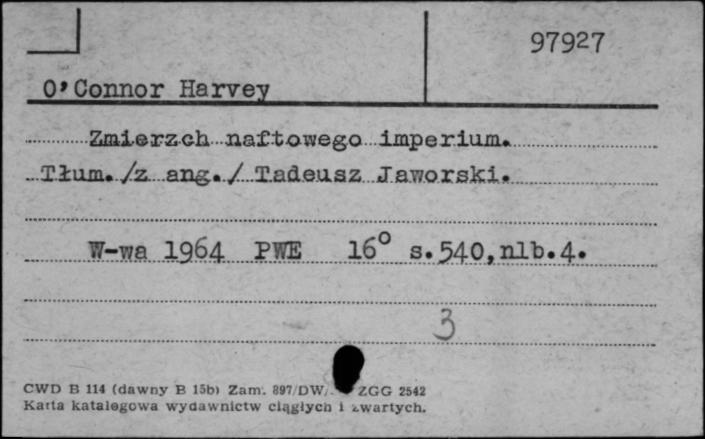 97927
O'Connor Harvey
Zmierzch naftowego imperium.
Tłum./z ang./ Tadeusz Jaworski.
W-wa 1964 PWE 16° s.540,nlb.4.
3
CWD B 114 (dawny B 15b) Zam. 897/DW/ ZGG 2542
Karta katalogowa wydawnictw ciągłych i zwartych.